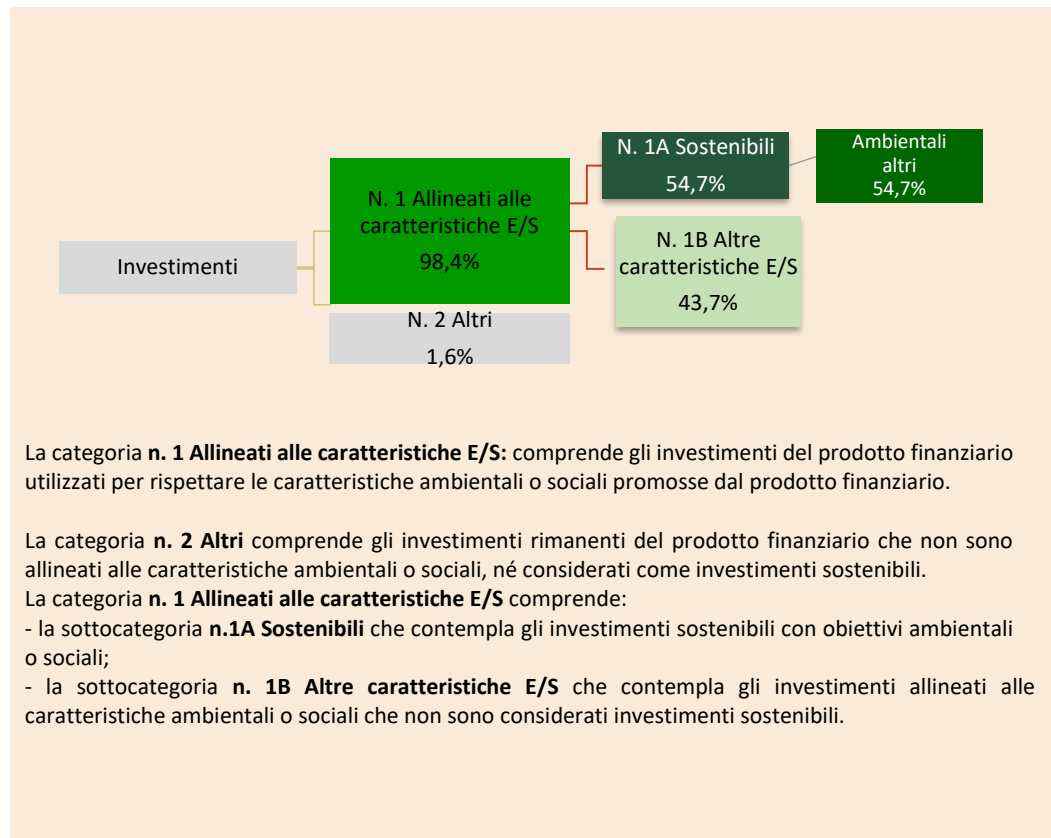 N. 1A Sostenibili
54,7%
Ambientali
altri
54,7%
N. 1 Allineati alle
caratteristiche E/S
98,4%
N. 1B Altre
caratteristiche E/S
43,7%
Investimenti
N. 2 Altri
1,6%
La categoria n. 1 Allineati alle caratteristiche E/S: comprende gli investimenti del prodotto finanziario
utilizzati per rispettare le caratteristiche ambientali o sociali promosse dal prodotto finanziario.
La categoria n. 2 Altri comprende gli investimenti rimanenti del prodotto finanziario che non sono
allineati alle caratteristiche ambientali o sociali, né considerati come investimenti sostenibili.
La categoria n. 1 Allineati alle caratteristiche E/S comprende:
- la sottocategoria n.1A Sostenibili che contempla gli investimenti sostenibili con obiettivi ambientali
o sociali;
- la sottocategoria n. 1B Altre caratteristiche E/S che contempla gli investimenti allineati alle
caratteristiche ambientali o sociali che non sono considerati investimenti sostenibili.